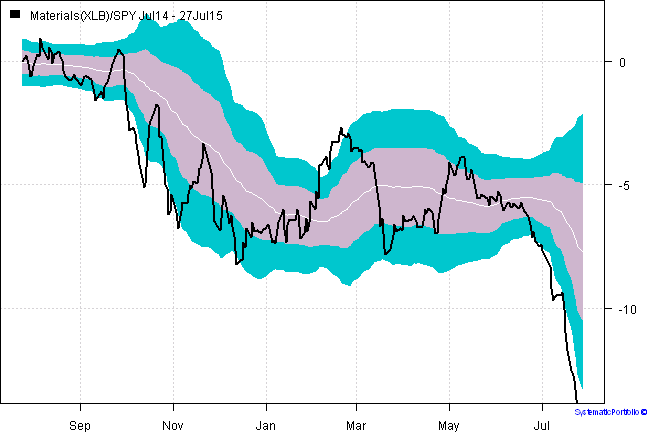 Materials(XLB)/SPY Jul14 - 27Jul15
0
-5
-10
Sep Nov Jan Mar May Jul
SystematicPortfolio ©